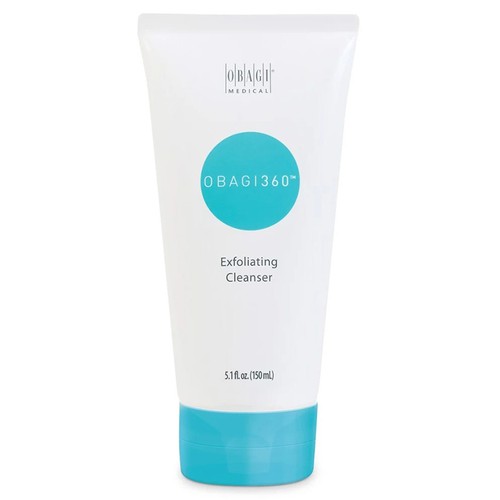 OBAGI®
MEDICAL
OBAGI360™
Exfoliating
Cleanser
5.1 fl. oz. (150 mL)